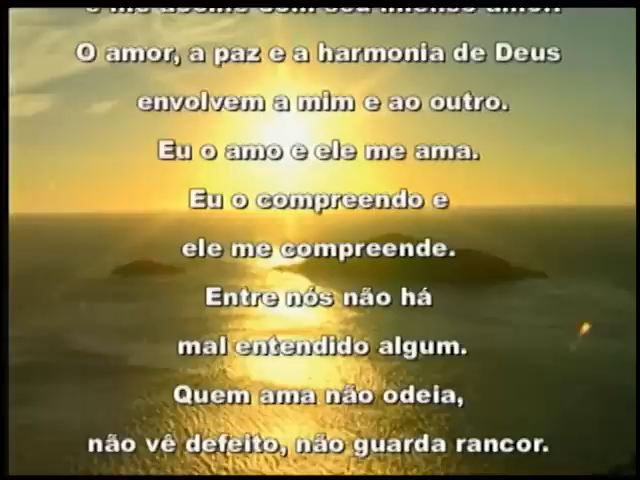 O amor, a paz e a harmonia de Deus
envolvem a mim e ao outro.
Eu o amo e ele me ama.
Eu o compreendo e
ele me compreende.
Entre nós não há
mal entendido algum.
Quem ama não odeia,
não vê defeito, não guarda rancor.